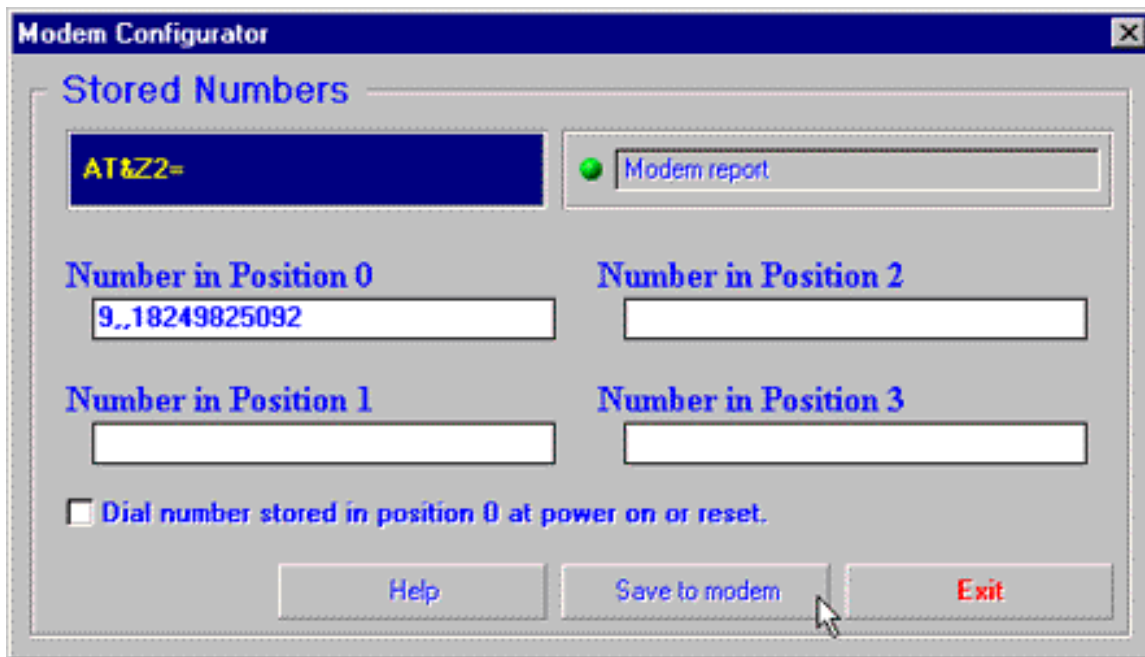 Modem Configurator
Stored Numbers
AT&Z2=
Modem report
Number in Position 0
Number in Position 2
9,,18249825092
Number in Position 1
Number in Position 3
Dial number stored in position 0 at power on or reset.
Help
Save to modem
Exit